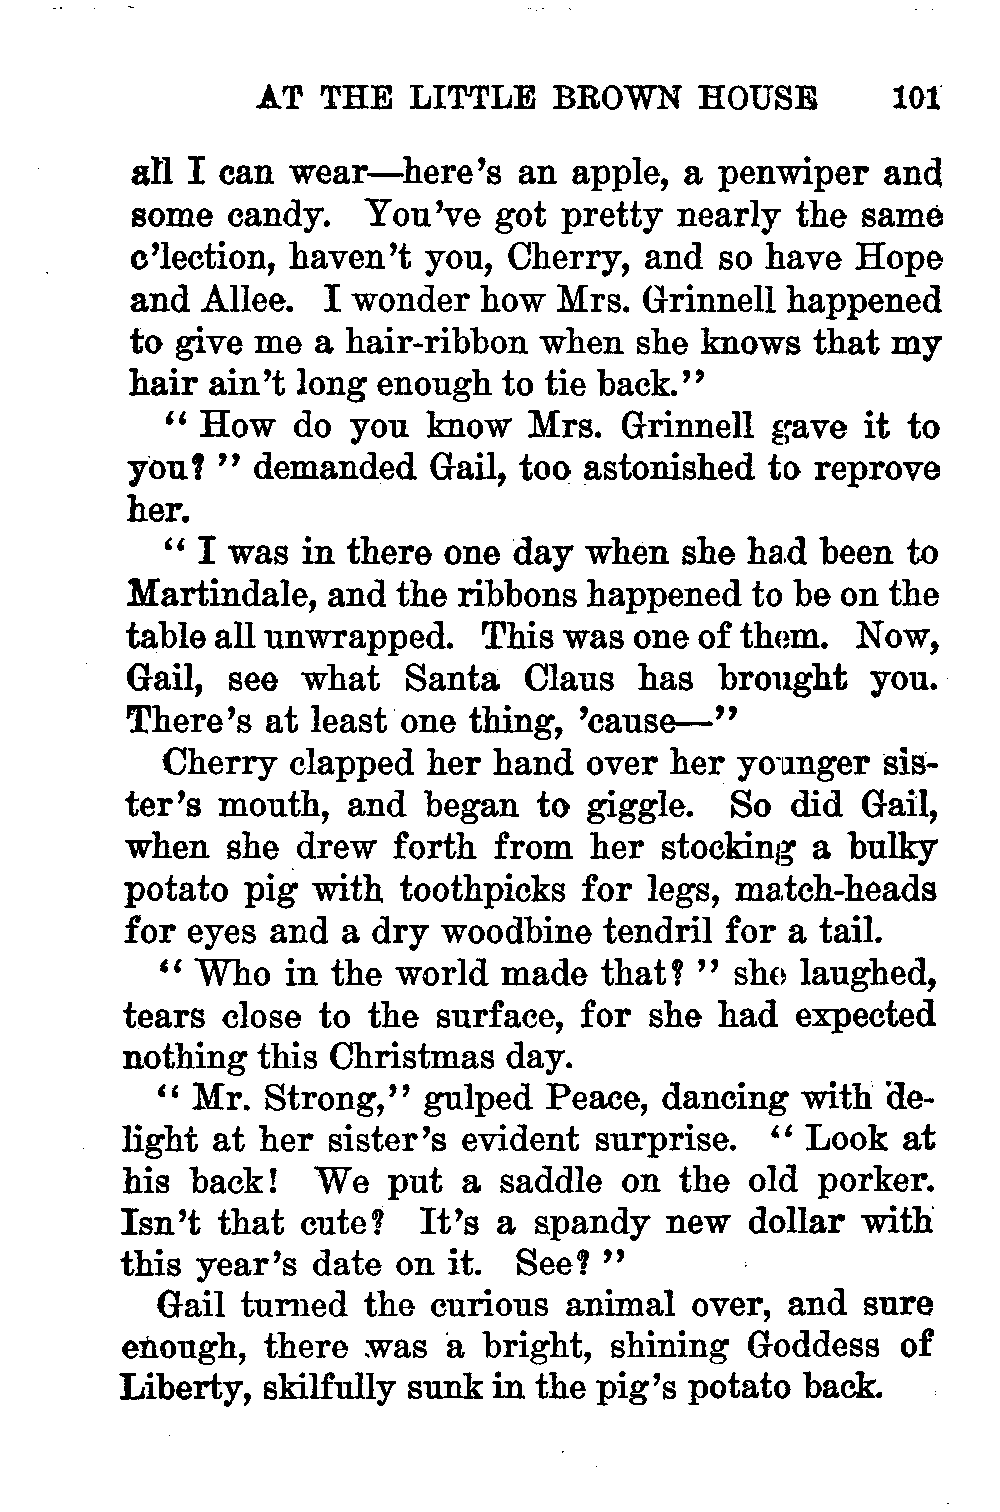 AT THE LITTLE BROWN HOUSE 101
all I can wear—here's an apple, a penwiper and
some candy. You've got pretty nearly the same
c'lection, haven't you, Cherry, and so have Hope
and Allee. I wonder how Mrs. Grinnell happened
to give me a hair-ribbon when she knows that my
hair ain't long enough to tie back."
" How do you know Mrs. Grinnell gave it to
you? " demanded Gail, too astonished to reprove
her.
" I was in there one day when she had been to
Martindale, and the ribbons happened to be on the
table all unwrapped. This was one of them. Now,
Gail, see what Santa Claus has brought you.
There's at least one thing, 'cause—"
Cherry clapped her hand over her younger sis-
ter's mouth, and began to giggle. So did Gail,
when she drew forth from her stocking a bulky
potato pig with toothpicks for legs, match-heads
for eyes and a dry woodbine tendril for a tail.
" Who in the world made that? " she laughed,
tears close to the surface, for she had expected
nothing this Christmas day.
" Mr. Strong," gulped Peace, dancing with de-
light at her sister's evident surprise. " Look at
his back! We put a saddle on the old porker.
Isn't that cute? It's a spandy new dollar with
this year's date on it. See? "
Gail turned the curious animal over, and sure
enough, there was a bright, shining Goddess of
Liberty, skilfully sunk in the pig's potato back.